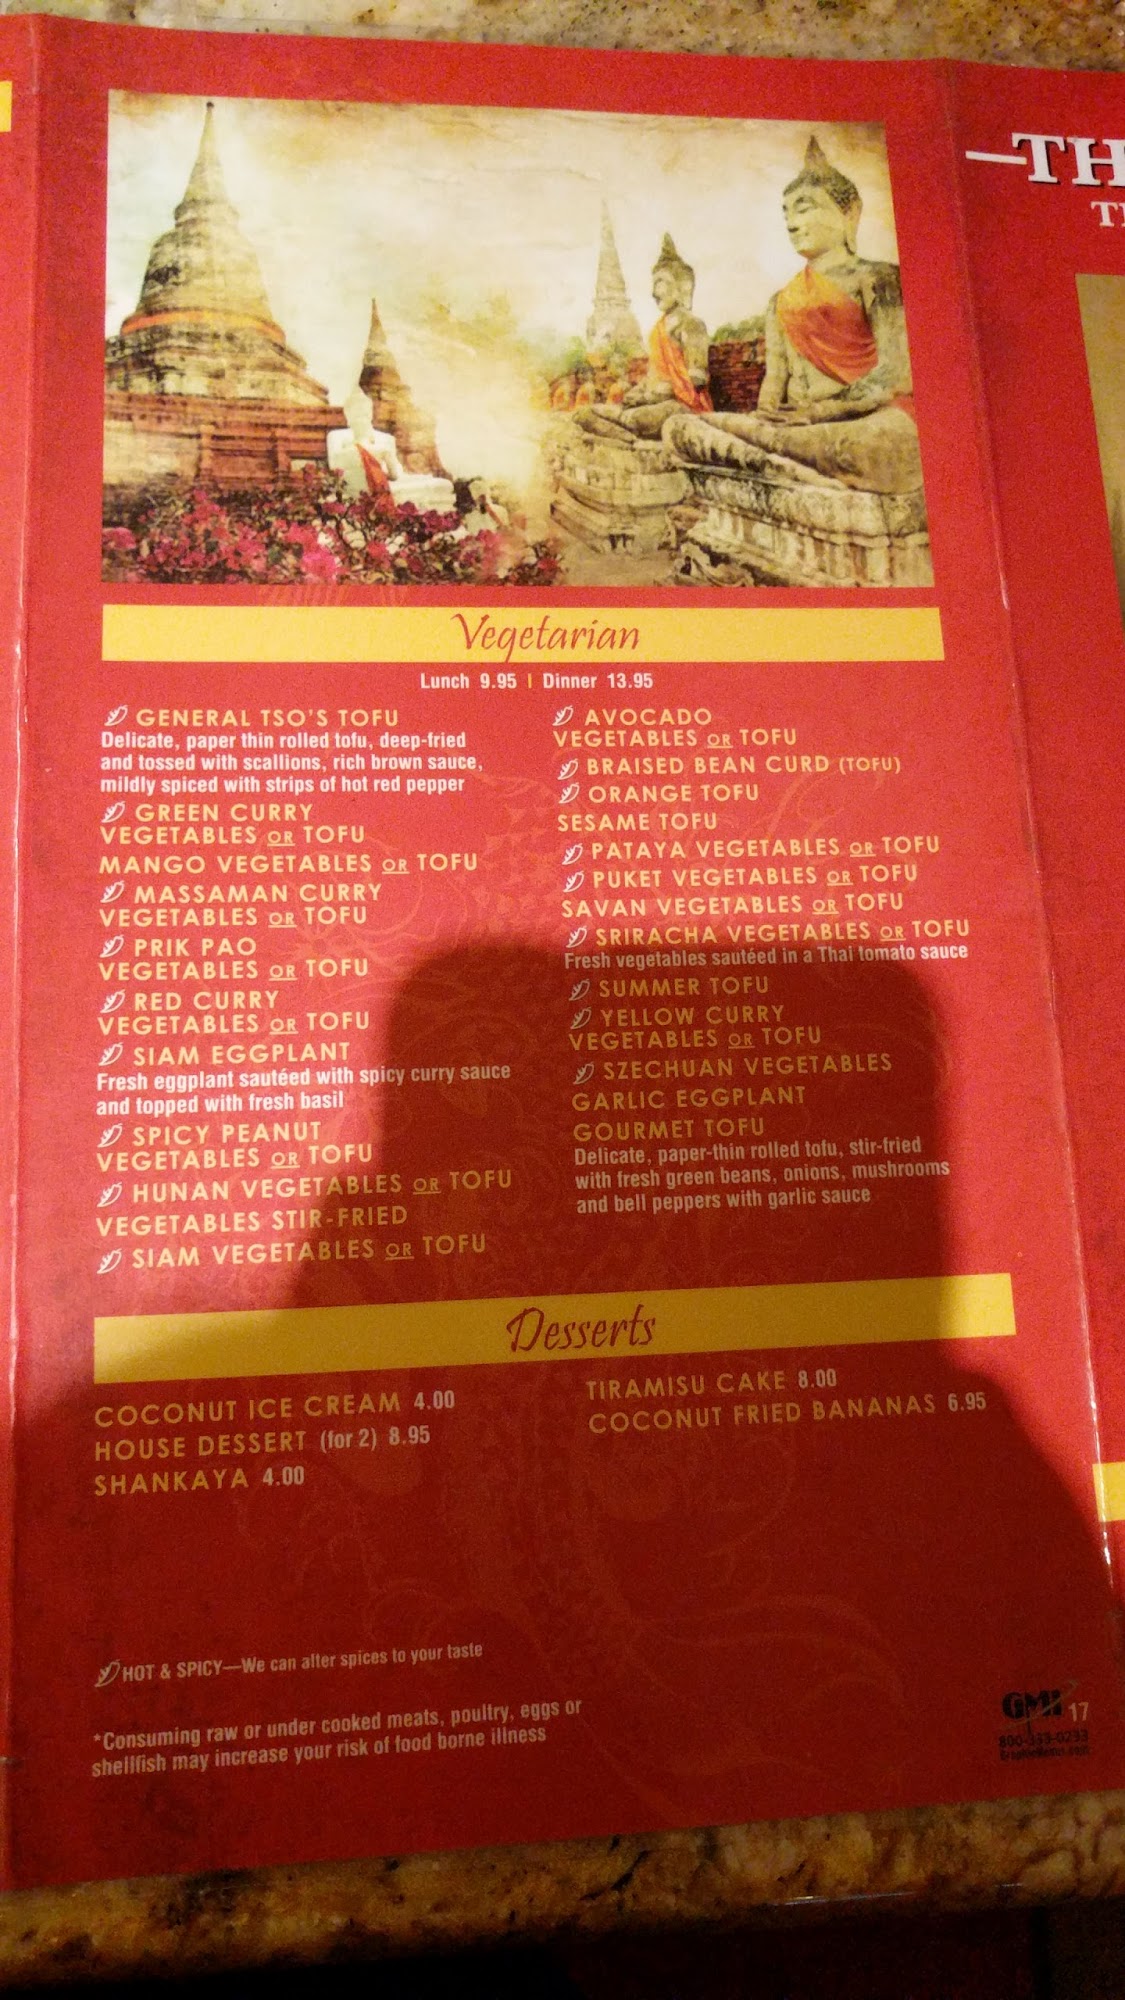 —TH
T
Vegetarian
Lunch 9.95 | Dinner 13.95
GENERAL TSO'S TOFU
Delicate, paper thin rolled tofu, deep-fried
and tossed with scallions, rich brown sauce,
mildly spiced with strips of hot red pepper
GREEN CURRY
VEGETABLES OR TOFU
MANGO VEGETABLES OR TOFU
MASSAMAN CURRY
VEGETABLES OR TOFU
PRIK PAO
VEGETABLES OR TOFU
RED CURRY
VEGETABLES OR TOFU
SIAM EGGPLANT
Fresh eggplant sautéed with spicy curry sauce
and topped with fresh basil
SPICY PEANUT
VEGETABLES OR TOFU
HUNAN VEGETABLES OR TOFU
VEGETABLES STIR-FRIED
SIAM VEGETABLES OR TOFU
AVOCADO
VEGETABLES OR TOFU
BRAISED BEAN CURD (TOFU)
ORANGE TOFU
SESAME TOFU
PATAYA VEGETABLES OR TOFU
PUKET VEGETABLES OR TOFU
SAVAN VEGETABLES OR TOFU
SRIRACHA VEGETABLES OR TOFU
Fresh vegetables sautéed in a Thai tomato sauce
SUMMER TOFU
YELLOW CURRY
VEGETABLES OR TOFU
SZECHUAN VEGETABLES
GARLIC EGGPLANT
GOURMET TOFU
Delicate, paper-thin rolled tofu, stir-fried
with fresh green beans, onions, mushrooms
and bell peppers with garlic sauce
Desserts
COCONUT ICE CREAM 4.00
HOUSE DESSERT (for 2) 8.95
SHANKAYA 4.00
TIRAMISU CAKE 8.00
COCONUT FRIED BANANAS 6.95
HOT & SPICY—We can alter spices to your taste
*Consuming raw or under cooked meats, poultry, eggs or
shellfish may increase your risk of food borne illness
GMI 17
800-333-0293